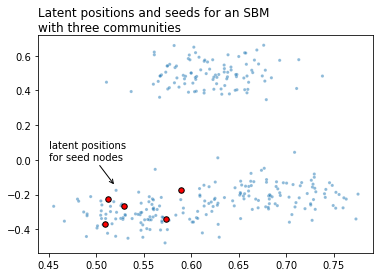 Latent positions and seeds for an SBM
with three communities
0.6
0.4
0.2
0.0
−0.2
−0.4
latent positions
for seed nodes
0.45 0.50 0.55 0.60 0.65 0.70 0.75